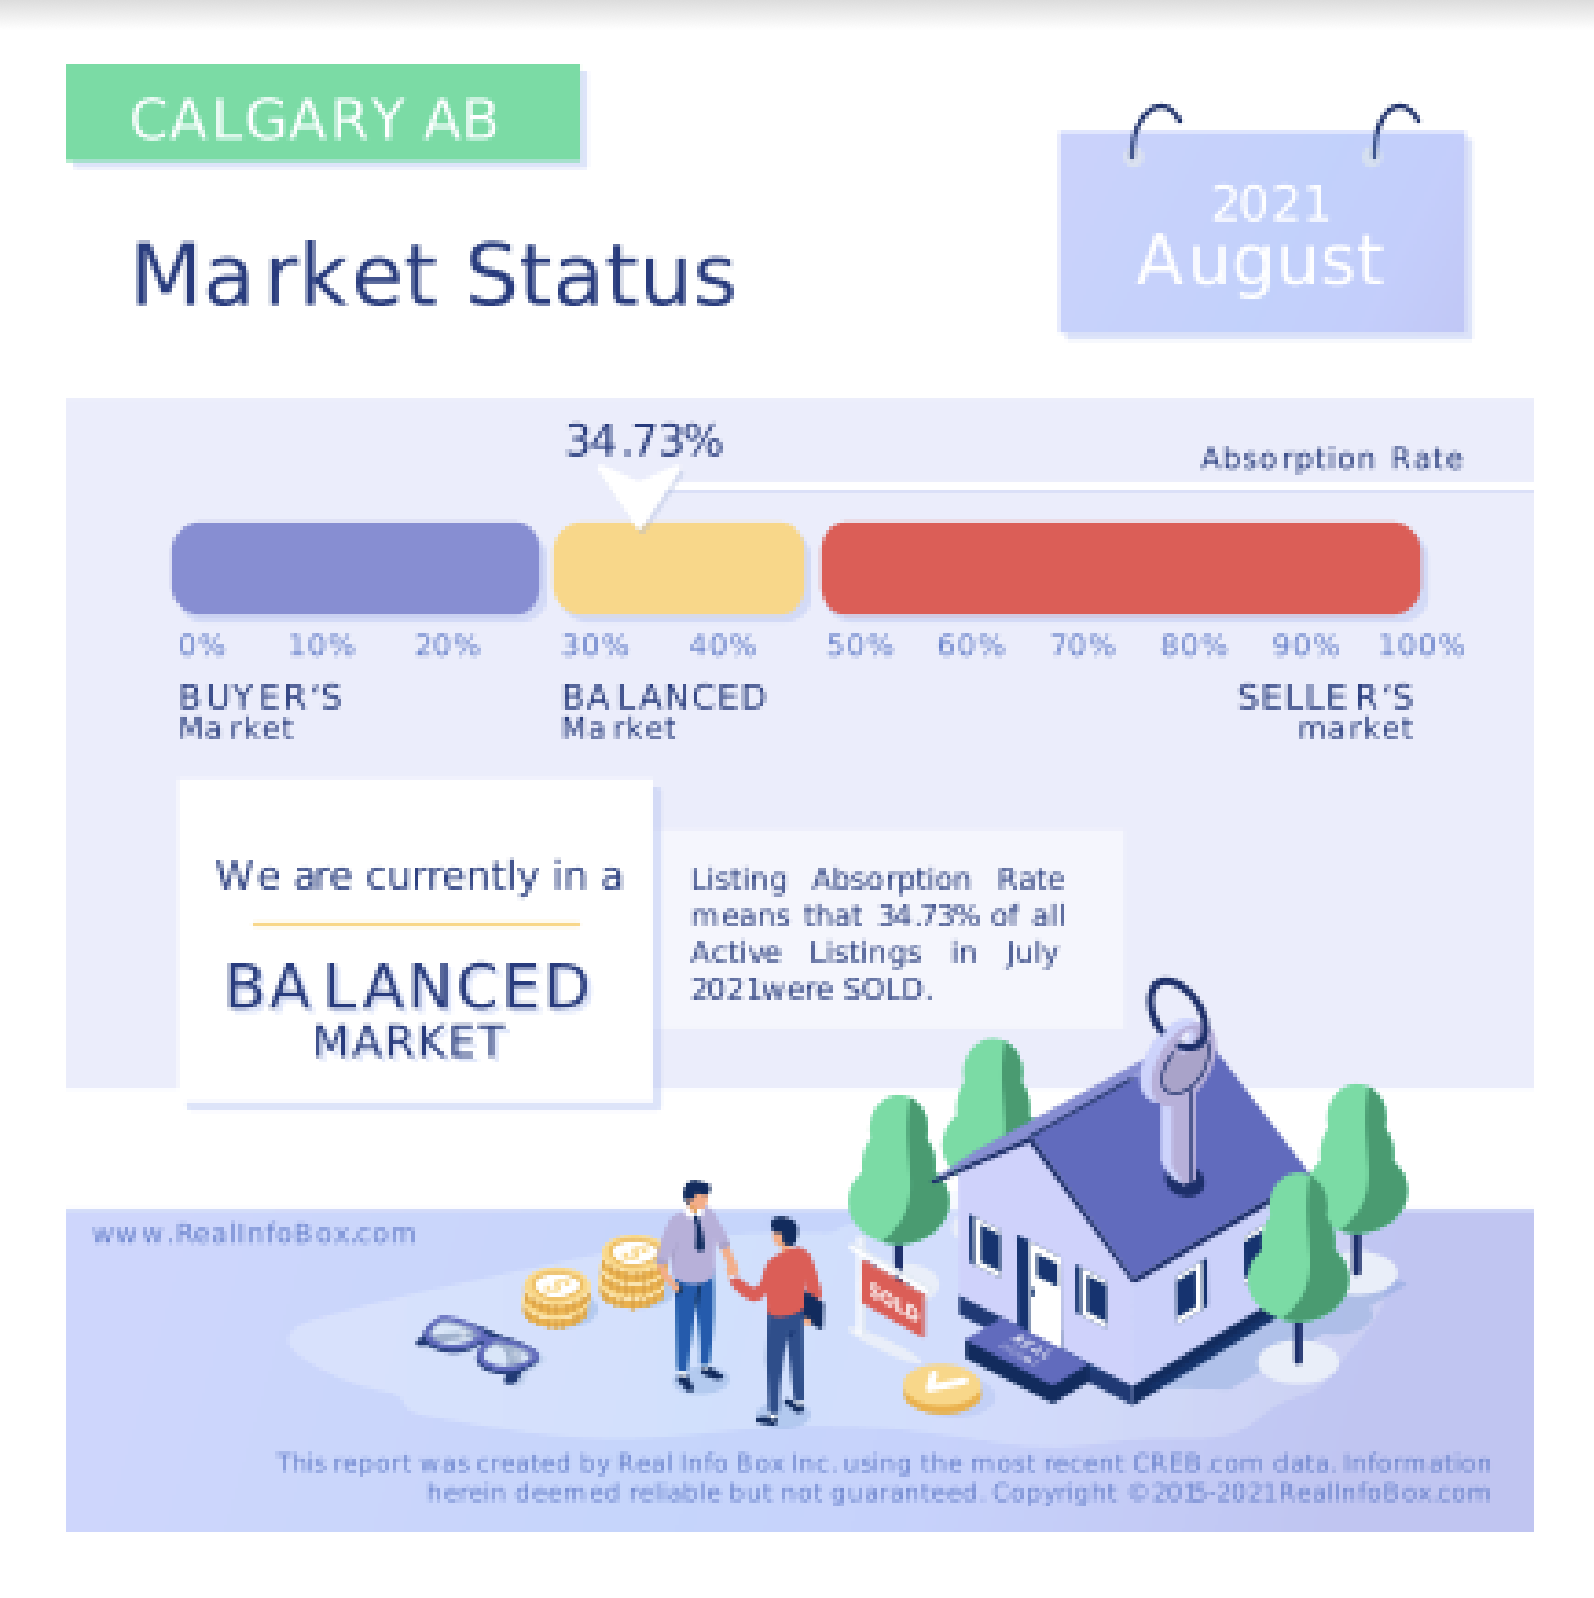 CALGARY AB
2021
August
Market Status
34.73%
Absorption Rate
0% 10% 20% 30% 40% 50% 60% 70% 80% 90% 100%
BUYER'S
Market
BALANCED
Market
SELLER'S
market
We are currently in a
BALANCED
MARKET
Listing Absorption Rate
means that 34.73% of all
Active Listings in July
2021were SOLD.
www.RealInfoBox.com
SOLD
This report was created by Real Info Box Inc. using the most recent CREB.com data. Information
herein deemed reliable but not guaranteed. Copyright ©2015-2021RealInfoBox.com